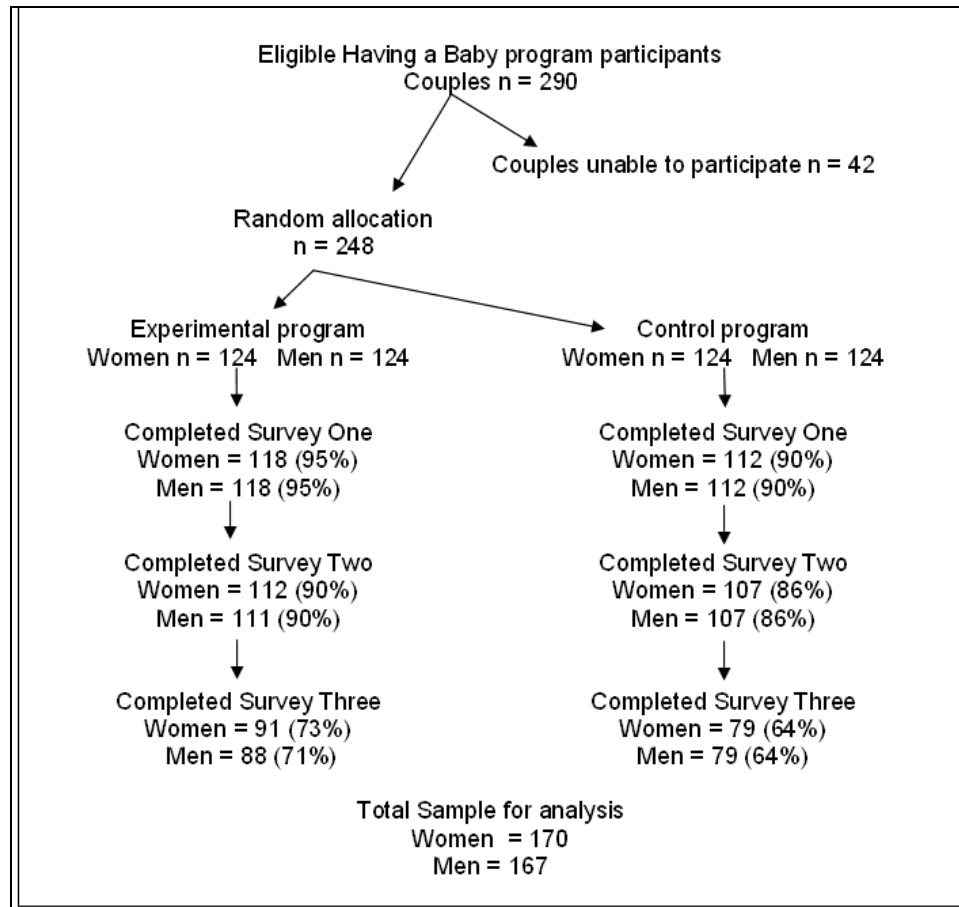 Eligible Having a Baby program participants
Couples n = 290
Couples unable to participate n = 42
Random allocation
n = 248
Experimental program
Women n = 124 Men n = 124
Control program
Women n = 124 Men n = 124
Completed Survey One
Women = 118 (95%)
Men = 118 (95%)
Completed Survey One
Women = 112 (90%)
Men = 112 (90%)
Completed Survey Two
Women = 112 (90%)
Men = 111 (90%)
Completed Survey Two
Women = 107 (86%)
Men = 107 (86%)
Completed Survey Three
Women = 91 (73%)
Men = 88 (71%)
Completed Survey Three
Women = 79 (64%)
Men = 79 (64%)
Total Sample for analysis
Women = 170
Men = 167